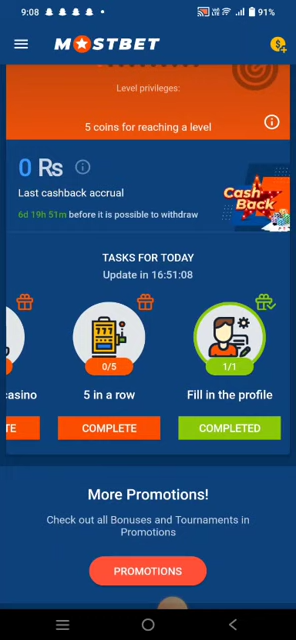 9:08
91%
MOSTBET
Level privileges:
5 coins for reaching a level
0 Rs
Last cashback accrual
6d 19h 51m before it is possible to withdraw
Cash
Back
TASKS FOR TODAY
Update in 16:51:08
777
0/5
1/1
casino
5 in a row
Fill in the profile
TE
COMPLETE
COMPLETED
More Promotions!
Check out all Bonuses and Tournaments in
Promotions
PROMOTIONS